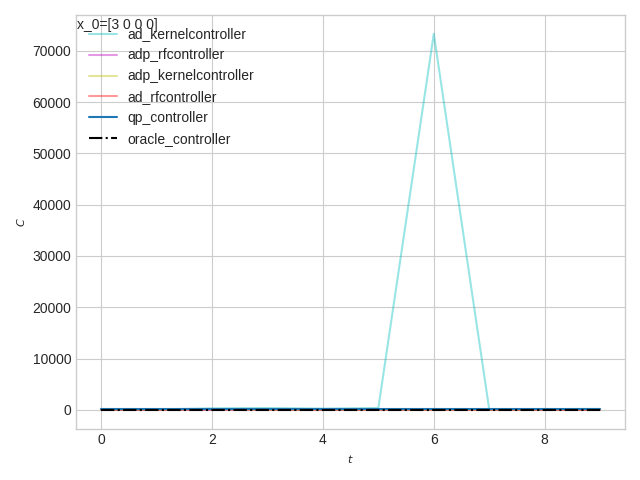 x_0=[3 0 0 0]
ad_kernelcontroller
adp_rfcontroller
adp_kernelcontroller
ad_rfcontroller
qp_controller
oracle_controller
70000
60000
50000
40000
30000
20000
10000
0
C
0 2 4 6 8
t